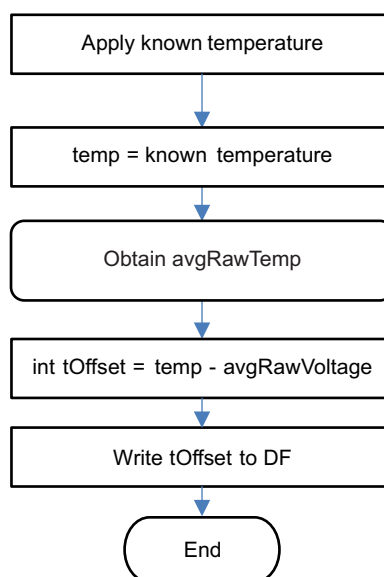 Apply known temperature
temp = known temperature
Obtain avgRawTemp
int tOffset = temp - avgRawVoltage
Write tOffset to DF
End